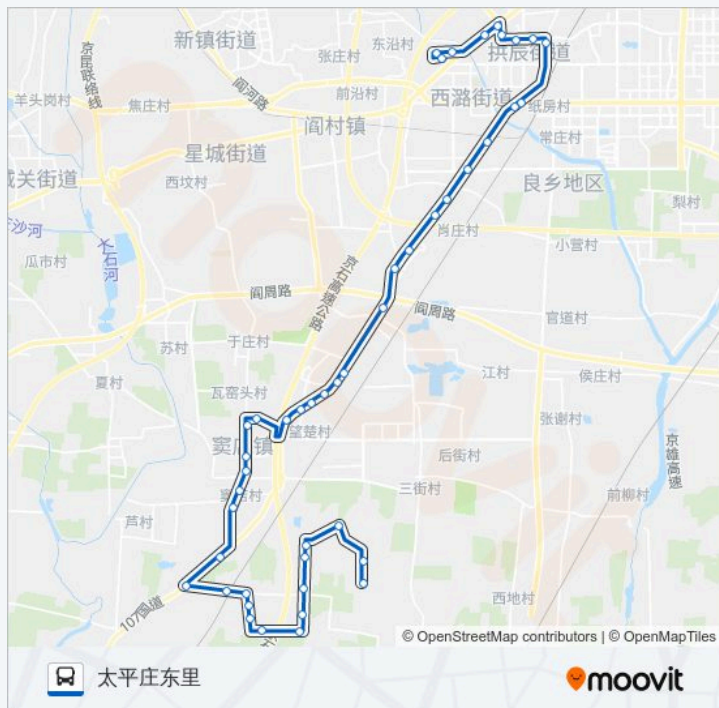 新镇街道
东沿村
张庄村
拱辰街道
京昆联络线
羊头岗村
焦庄村
阎河路
前沿村
西潞街道
纸房村
阎村镇
常庄村
星城街道
城关街道
西坟村
良乡地区
梨村
大石河
肖庄村
小营村
瓜市村
京石高速公路
阎周路
阎周路
官道村
苏村
于庄村
夏村
江村
侯庄村
瓦窑头村
张谢村
望楚村
京雄高速
后街村
三街村
前柳村
芦村
107国道
西地村
© OpenStreetMap contributors | © OpenMapTiles
太平庄东里
moovit